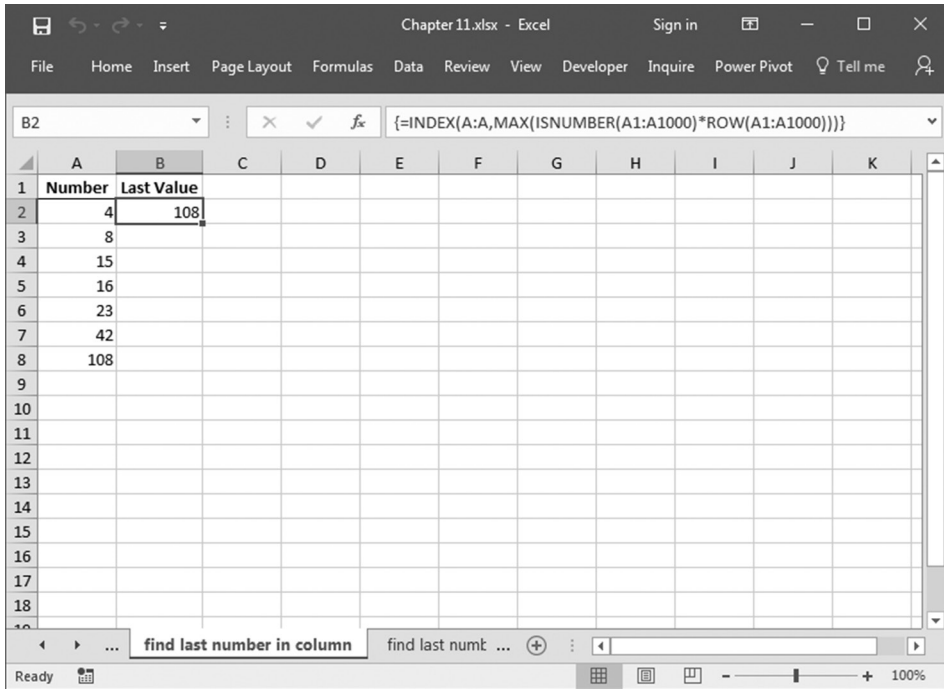 Chapter 11.xlsx - Excel Sign in
File Home Insert Page Layout Formulas Data Review View Developer Inquire Power Pivot Tell me
B2 fx {=INDEX(A:A,MAX(ISNUMBER(A1:A1000)*ROW(A1:A1000)))}
A B C D E F G H I J K
1 Number Last Value
2 4 108
3 8
4 15
5 16
6 23
7 42
8 108
9
10
11
12
13
14
15
16
17
18
... find last number in column find last numt ...
Ready 100%